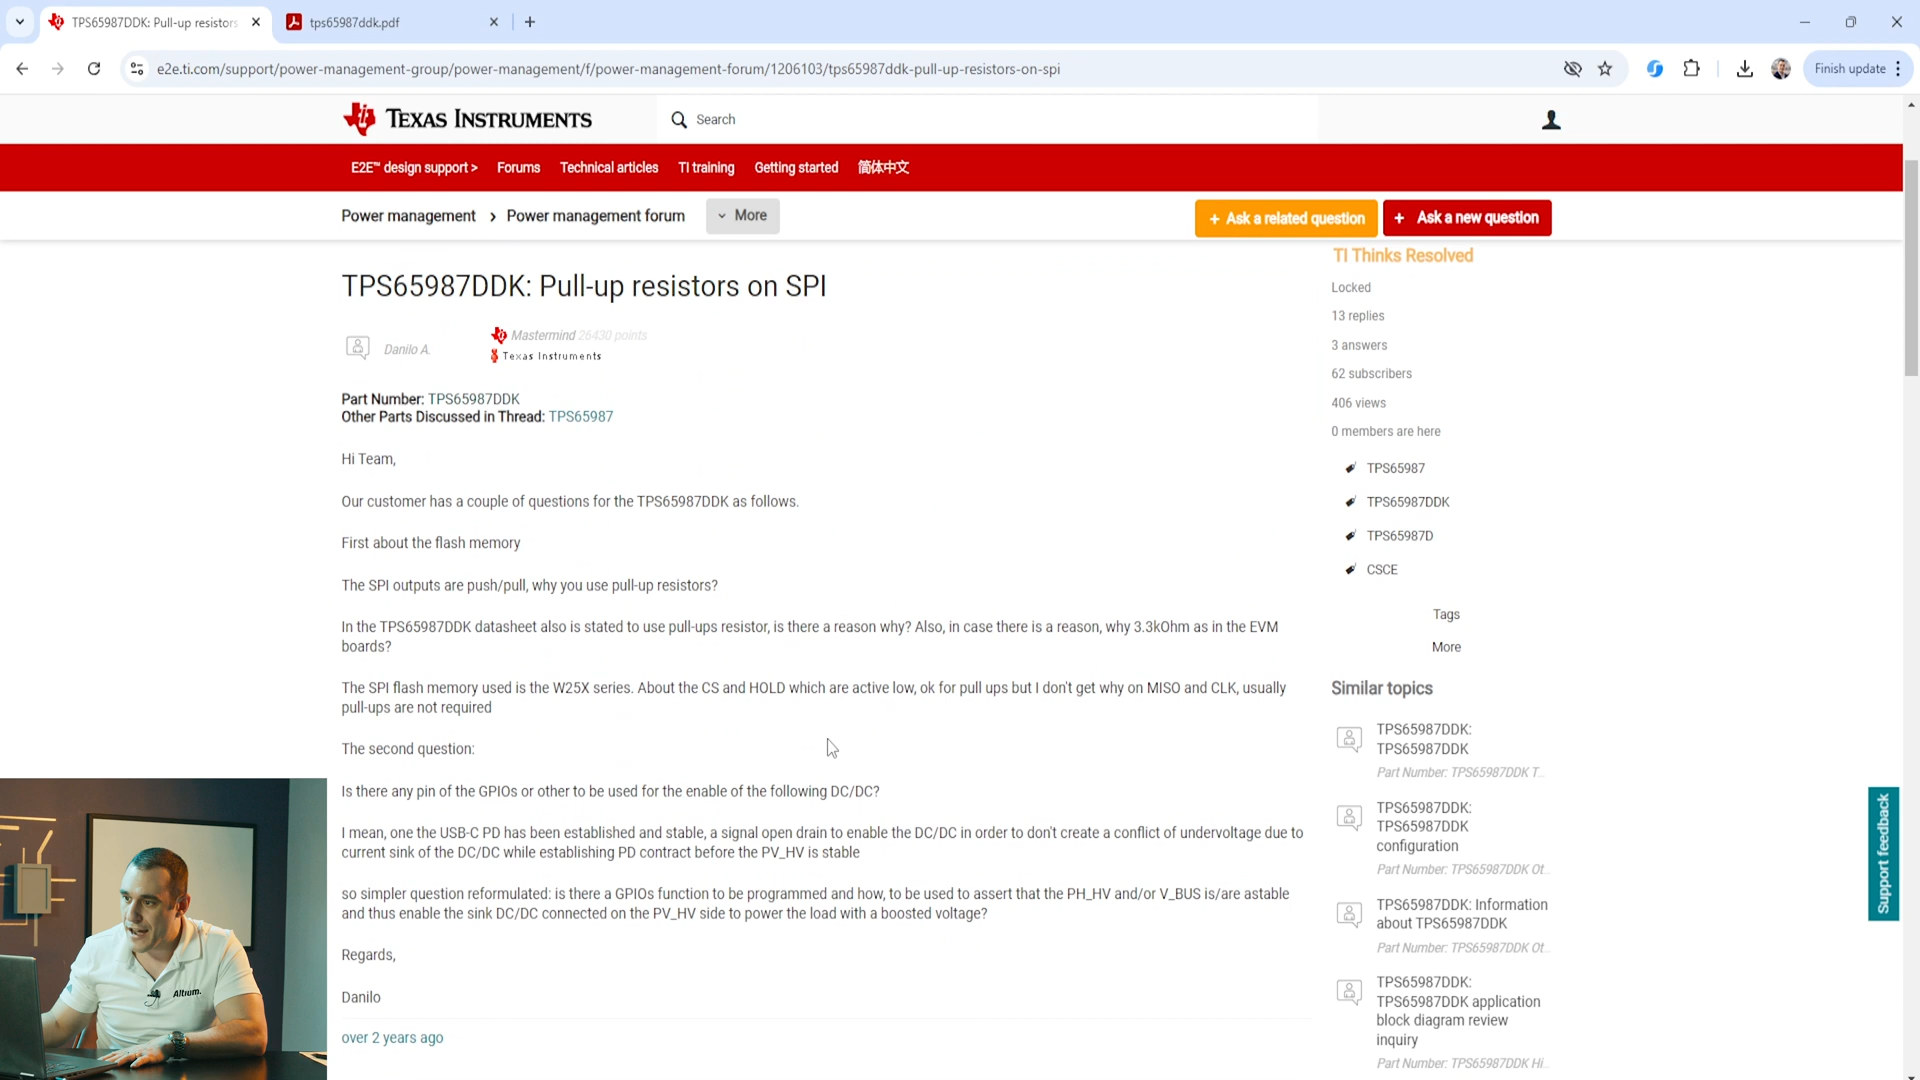 TPS65987DDK: Pull-up resistors
tps65987ddk.pdf
e2e.ti.com/support/power-management-group/power-management/f/power-management-forum/1206103/tps65987ddk-pull-up-resistors-on-spi
Finish update
TEXAS INSTRUMENTS
Search
E2E™ design support >
Forums
Technical articles
TI training
Getting started
简体中文
Power management
Power management forum
More
+ Ask a related question
+ Ask a new question
TPS65987DDK: Pull-up resistors on SPI
Danilo A.
Mastermind 26430 points
Texas Instruments
Part Number: TPS65987DDK
Other Parts Discussed in Thread: TPS65987
Hi Team,
Our customer has a couple of questions for the TPS65987DDK as follows.
First about the flash memory
The SPI outputs are push/pull, why you use pull-up resistors?
In the TPS65987DDK datasheet also is stated to use pull-ups resistor, is there a reason why? Also, in case there is a reason, why 3.3kOhm as in the EVM
boards?
The SPI flash memory used is the W25X series. About the CS and HOLD which are active low, ok for pull ups but I don't get why on MISO and CLK, usually
pull-ups are not required
The second question:
Is there any pin of the GPIOs or other to be used for the enable of the following DC/DC?
I mean, one the USB-C PD has been established and stable, a signal open drain to enable the DC/DC in order to don't create a conflict of undervoltage due to
current sink of the DC/DC while establishing PD contract before the PV_HV is stable
so simpler question reformulated: is there a GPIOs function to be programmed and how, to be used to assert that the PH_HV and/or V_BUS is/are astable
and thus enable the sink DC/DC connected on the PV_HV side to power the load with a boosted voltage?
Regards,
Danilo
over 2 years ago
TI Thinks Resolved
Locked
13 replies
3 answers
62 subscribers
406 views
0 members are here
TPS65987
TPS65987DDK
TPS65987D
CSCE
Tags
More
Similar topics
TPS65987DDK:
TPS65987DDK
Part Number: TPS65987DDK T...
TPS65987DDK:
TPS65987DDK
configuration
Part Number: TPS65987DDK Ot...
TPS65987DDK: Information
about TPS65987DDK
Part Number: TPS65987DDK Ot...
TPS65987DDK:
TPS65987DDK application
block diagram review
inquiry
Part Number: TPS65987DDK Hi...
Support feedback
Altium.